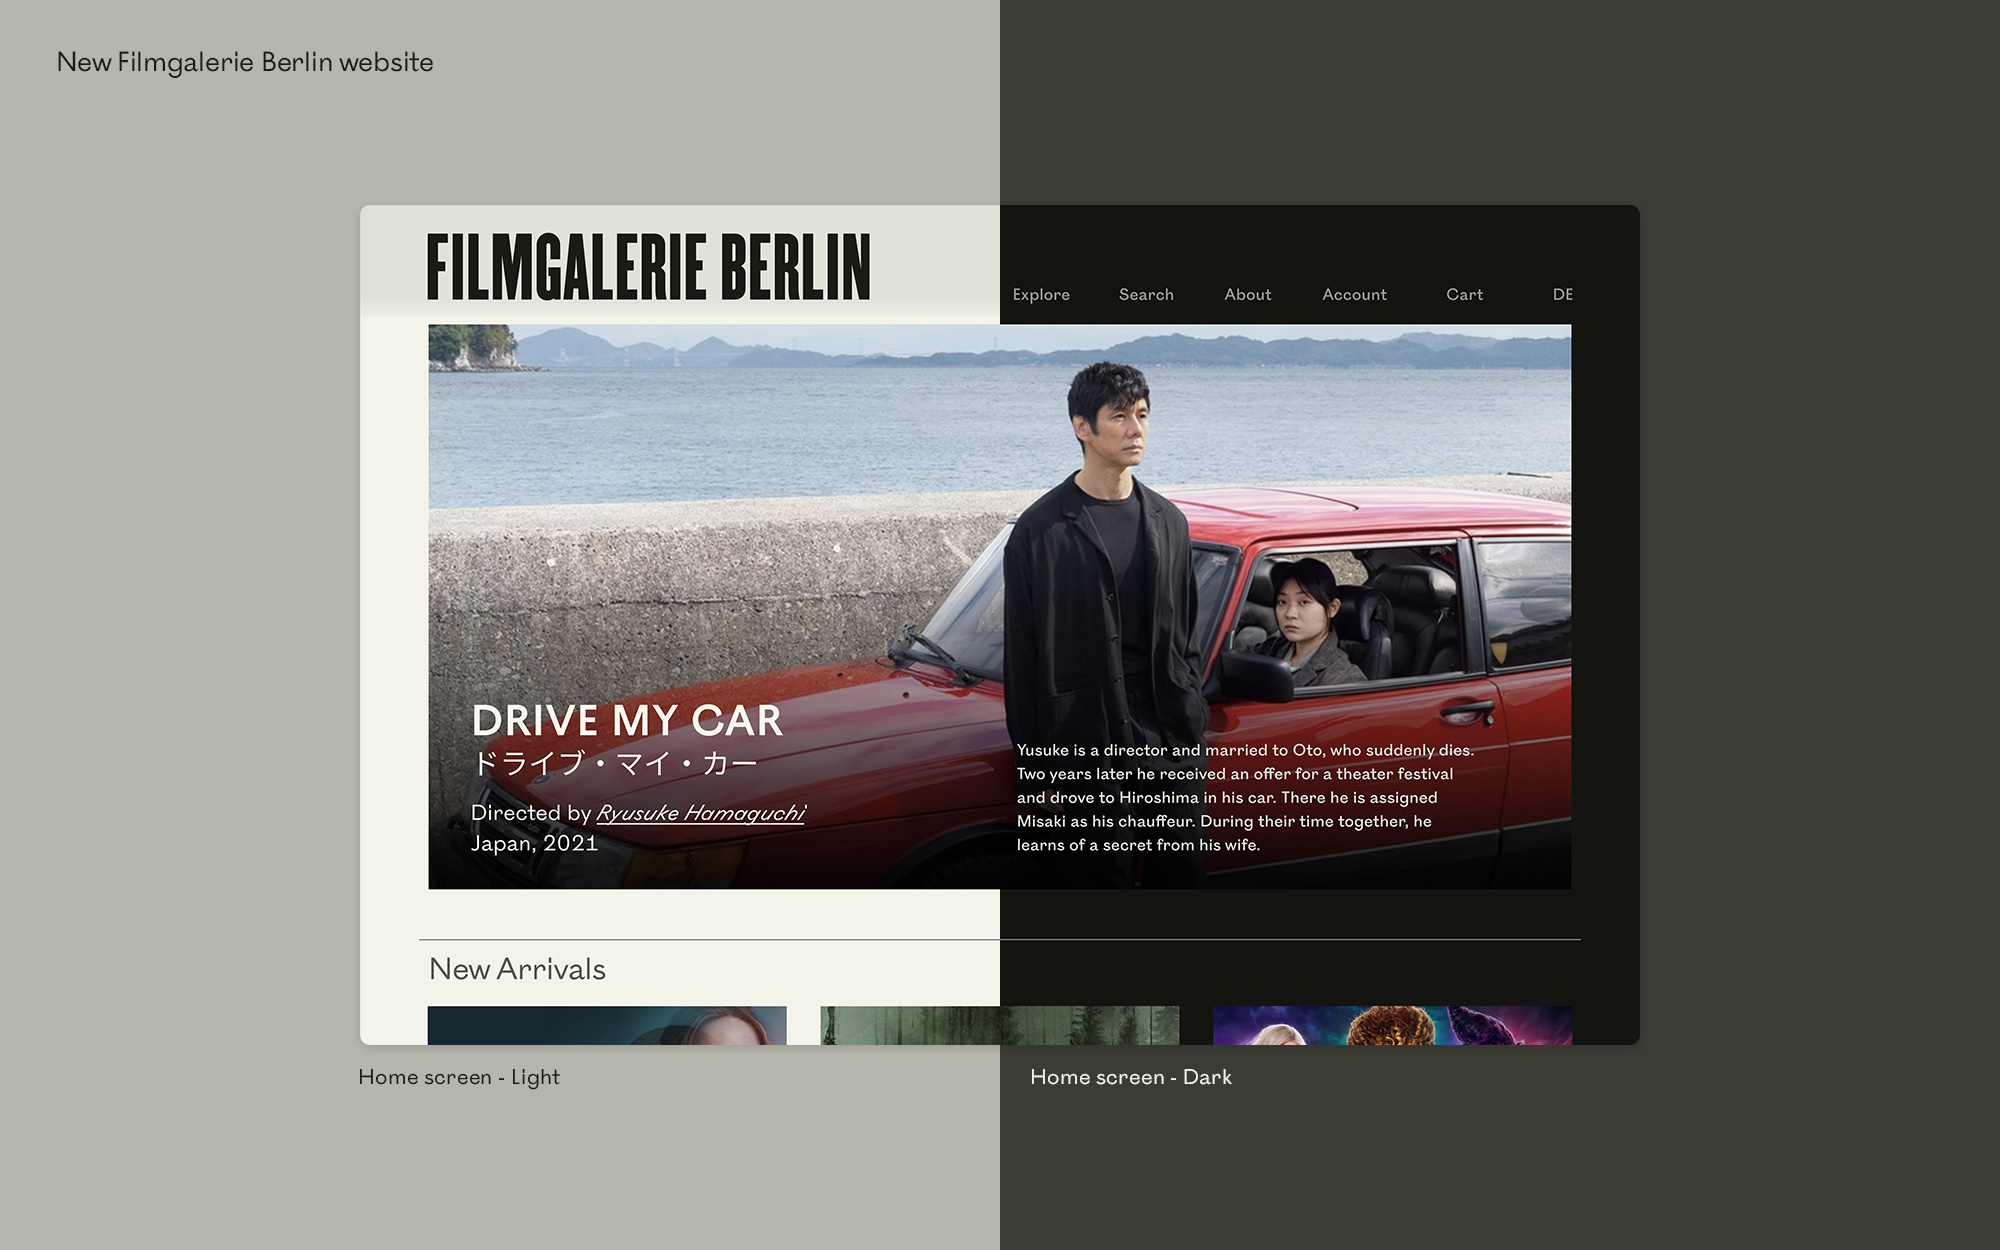 New Filmgalerie Berlin website
FILMGALERIE BERLIN
Explore Search About Account Cart DE
DRIVE MY CAR
ドライブ・マイ・カー
Directed by Ryusuke Hamaguchi
Japan, 2021
Yusuke is a director and married to Oto, who suddenly dies.
Two years later he received an offer for a theater festival
and drove to Hiroshima in his car. There he is assigned
Misaki as his chauffeur. During their time together, he
learns of a secret from his wife.
New Arrivals
Home screen - Light
Home screen - Dark